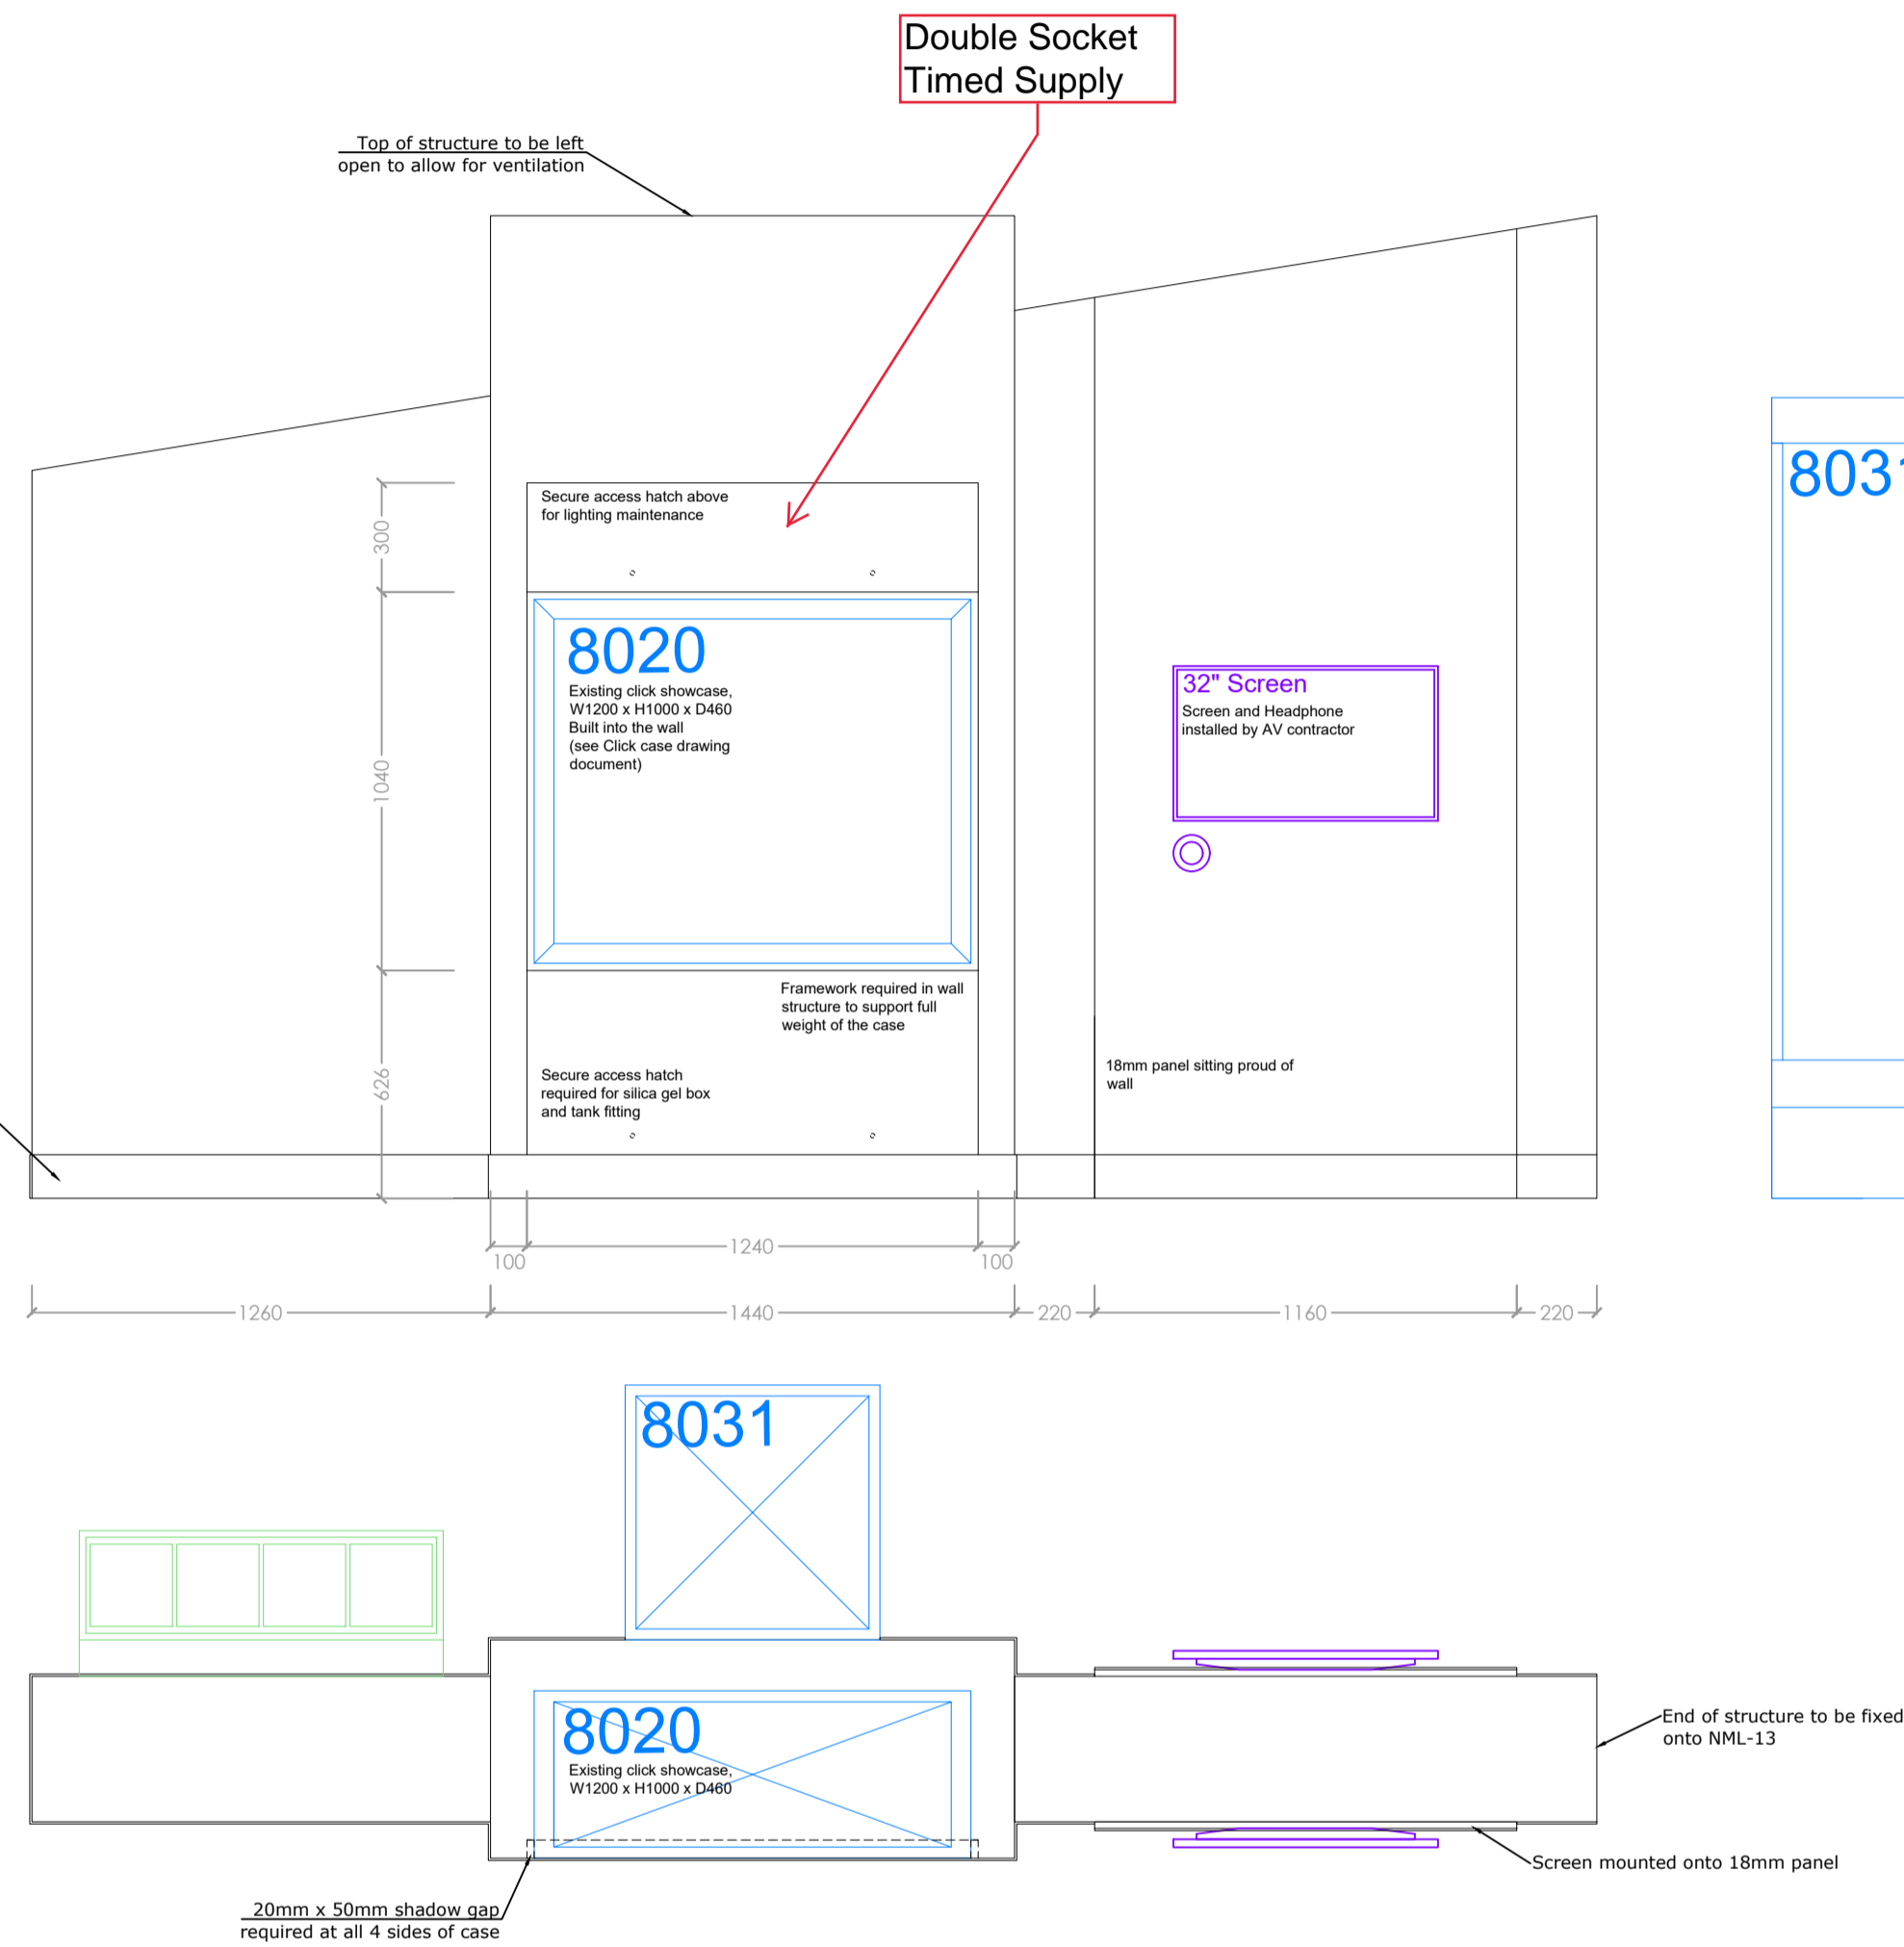 Double Socket
Timed Supply
Top of structure to be left
open to allow for ventilation
Secure access hatch above
for lighting maintenance
300
8031
8020
Existing click showcase,
W1200 x H1000 x D460
Built into the wall
(see Click case drawing
document)
32" Screen
Screen and Headphone
installed by AV contractor
1040
Framework required in wall
structure to support full
weight of the case
Secure access hatch
required for silica gel box
and tank fitting
626
18mm panel sitting proud of
wall
100
1240
100
1260
1440
220
1160
220
8031
8020
Existing click showcase,
W1200 x H1000 x D460
End of structure to be fixed
onto NML-13
Screen mounted onto 18mm panel
20mm x 50mm shadow gap
required at all 4 sides of case